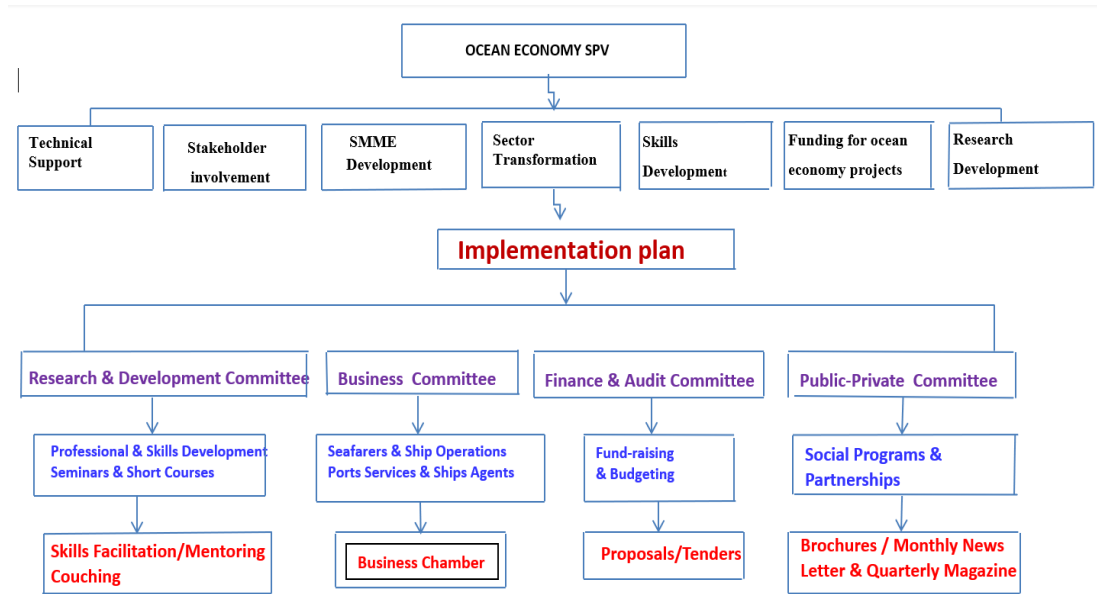 OCEAN ECONOMY SPV
Technical
Support
Stakeholder
involvement
SMME
Development
Sector
Transformation
Skills
Development
Funding for ocean
economy projects
Research
Development
Implementation plan
Research & Development Committee
Business Committee
Finance & Audit Committee
Public-Private Committee
Professional & Skills Development
Seminars & Short Courses
Seafarers & Ship Operations
Ports Services & Ships Agents
Fund-raising
& Budgeting
Social Programs &
Partnerships
Skills Facilitation/Mentoring
Couching
Business Chamber
Proposals/Tenders
Brochures / Monthly News
Letter & Quarterly Magazine